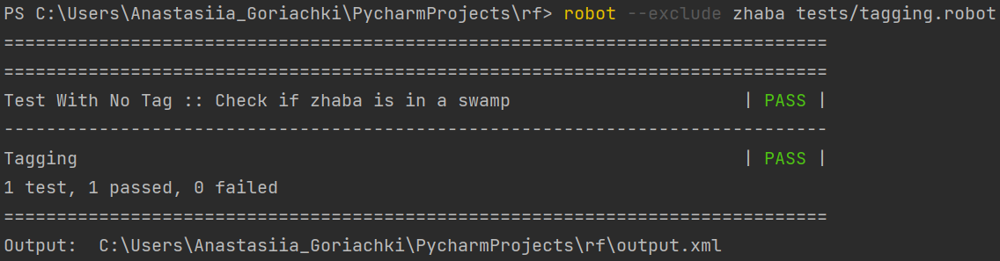 PS C:\Users\Anastasiia_Goriachki\PycharmProjects\rf> robot --exclude zhaba tests/tagging.robot
==============================================================================
==============================================================================
Test With No Tag :: Check if zhaba is in a swamp                      | PASS |
------------------------------------------------------------------------------
Tagging                                                               | PASS |
1 test, 1 passed, 0 failed
==============================================================================
Output:  C:\Users\Anastasiia_Goriachki\PycharmProjects\rf\output.xml